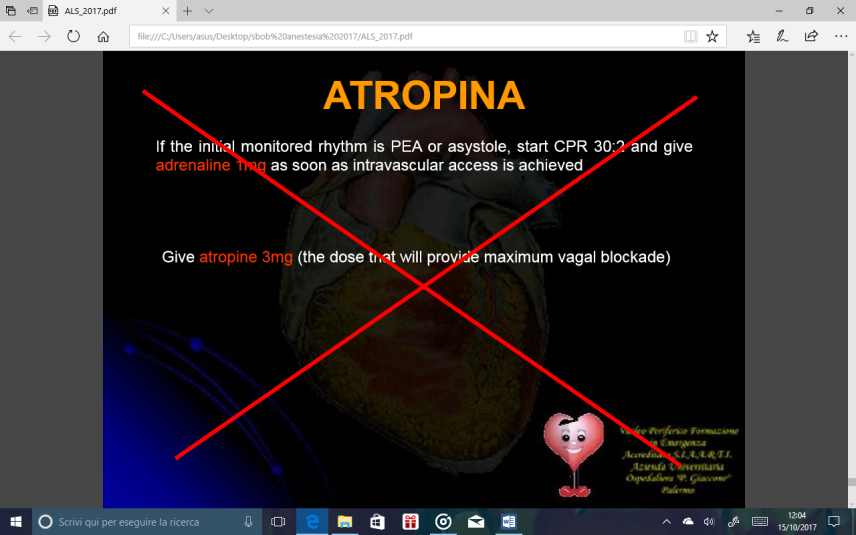 ALS_2017.pdf
file:///C:/Users/asus/Desktop/sbob%20anestesia%202017/ALS_2017.pdf
ATROPINA
If the initial monitored rhythm is PEA or asystole, start CPR 30:2 and give
adrenaline 1mg as soon as intravascular access is achieved
Give atropine 3mg (the dose that will provide maximum vagal blockade)
Nucleo Periferico Formazione
in Emergenza
Accreditato S.I.A.A.R.T.I.
Azienda Universitaria
Ospedaliera "P. Giaccone"
Palermo
Scrivi qui per eseguire la ricerca
12:04
15/10/2017